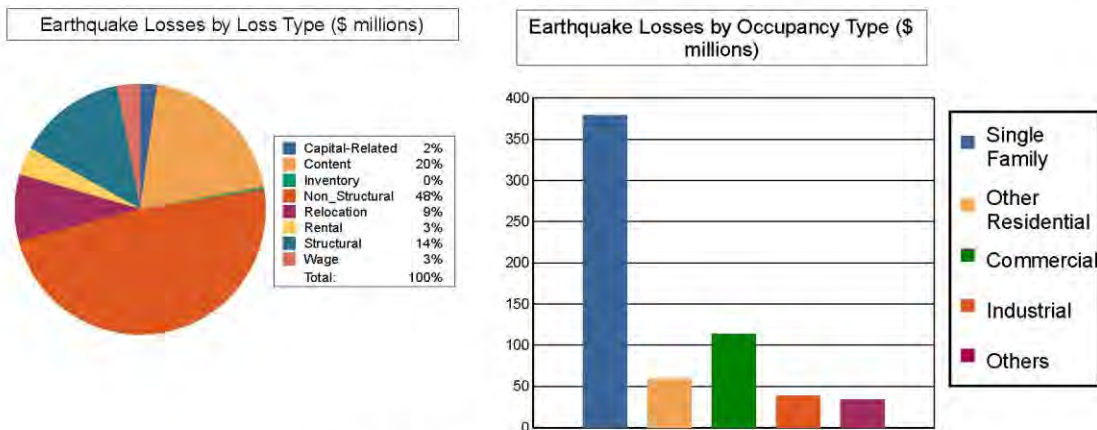 Earthquake Losses by Loss Type ($ millions)
Capital-Related 2%
Content 20%
Inventory 0%
Non_Structural 48%
Relocation 9%
Rental 3%
Structural 14%
Wage 3%
Total: 100%
Earthquake Losses by Occupancy Type ($
millions)
400
350
300
250
200
150
100
50
0
Single
Family
Other
Residential
Commercial
Industrial
Others